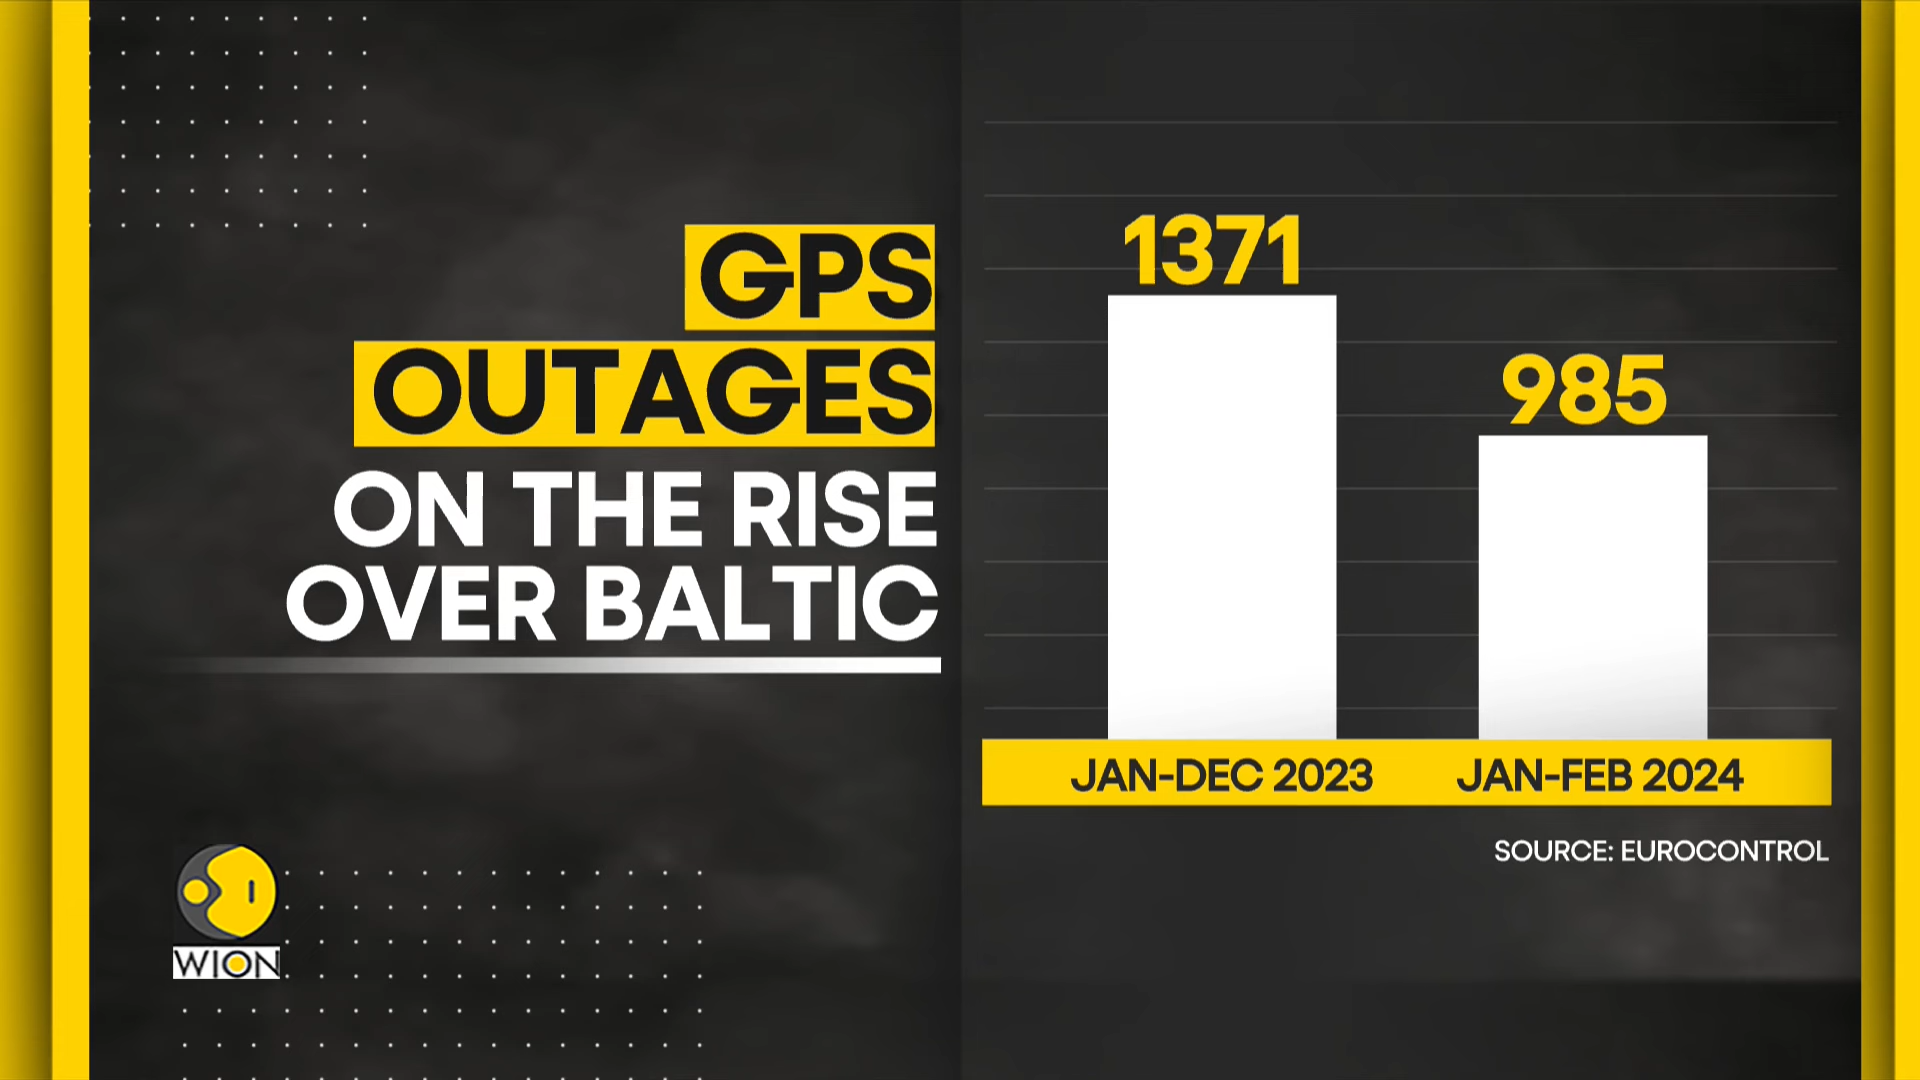 GPS
OUTAGES
ON THE RISE
OVER BALTIC
1371
985
JAN-DEC 2023
JAN-FEB 2024
SOURCE: EUROCONTROL
WION